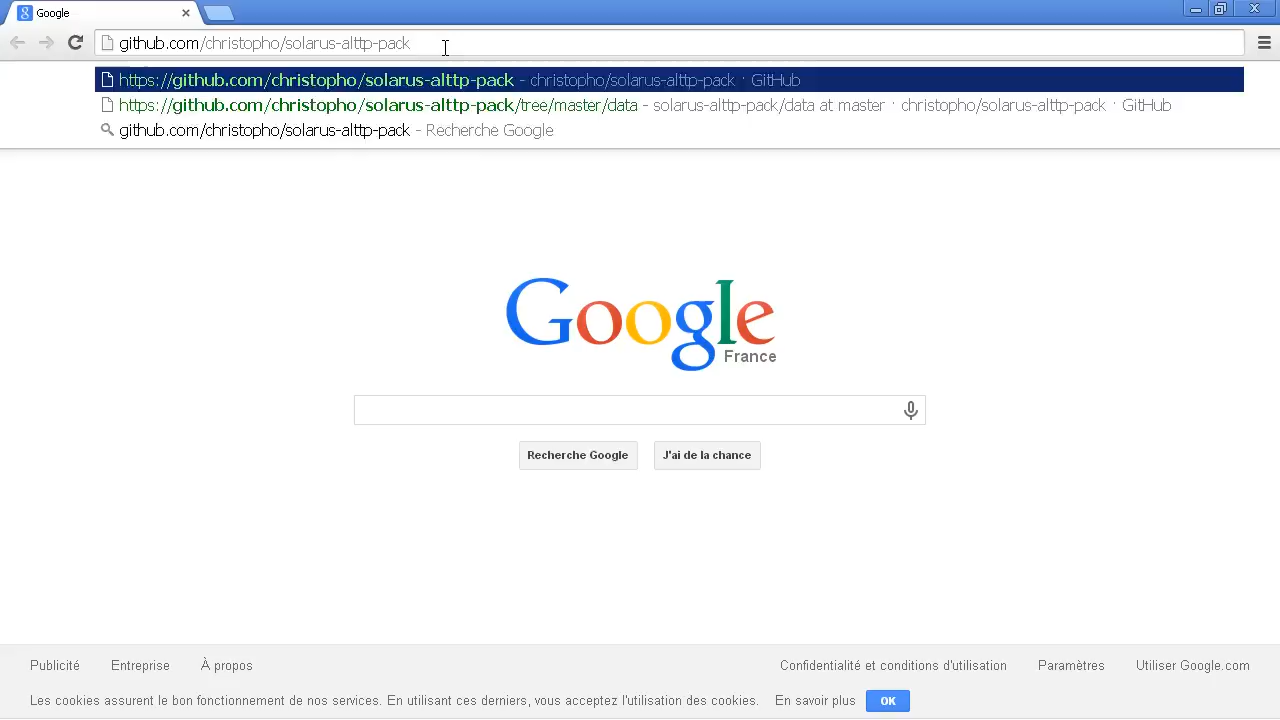 Google
github.com/christopho/solarus-alttp-pack
https://github.com/christopho/solarus-alttp-pack - christopho/solarus-alttp-pack · GitHub
https://github.com/christopho/solarus-alttp-pack/tree/master/data - solarus-alttp-pack/data at master · christopho/solarus-alttp-pack · GitHub
github.com/christopho/solarus-alttp-pack - Recherche Google
Google
France
Recherche Google J'ai de la chance
Publicité Entreprise À propos Confidentialité et conditions d'utilisation Paramètres Utiliser Google.com
Les cookies assurent le bon fonctionnement de nos services. En utilisant ces derniers, vous acceptez l'utilisation des cookies. En savoir plus OK